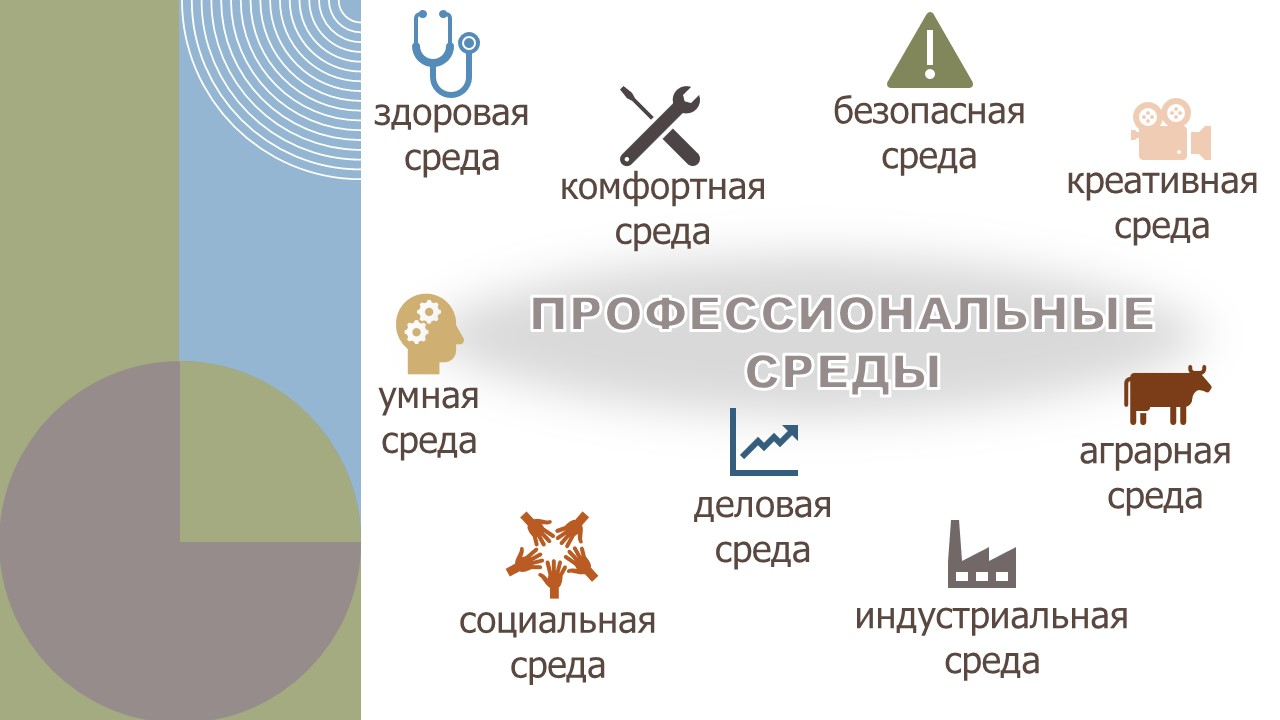 здоровая
среда
комфортная
среда
безопасная
среда
креативная
среда
ПРОФЕССИОНАЛЬНЫЕ
СРЕДЫ
умная
среда
деловая
среда
аграрная
среда
социальная
среда
индустриальная
среда